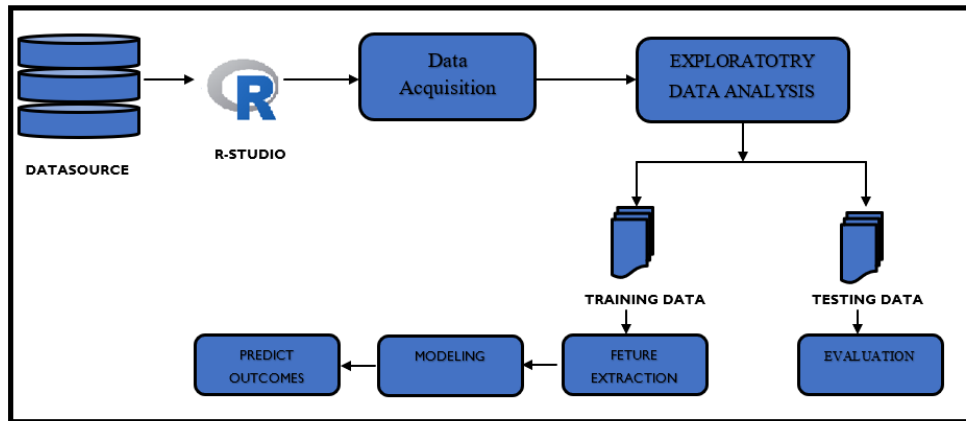 DATASOURCE
R
R-STUDIO
Data
Acquisition
EXPLORATOTRY
DATA ANALYSIS
TRAINING DATA
TESTING DATA
PREDICT
OUTCOMES
MODELING
FETURE
EXTRACTION
EVALUATION